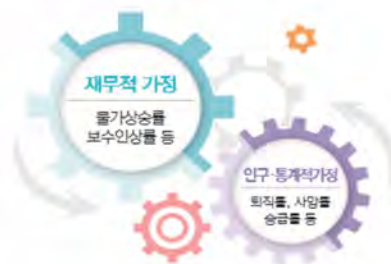 재무적 가정
물가상승률
보수인상률 등
인구·통계적가정
퇴직률, 사망률
승급률 등